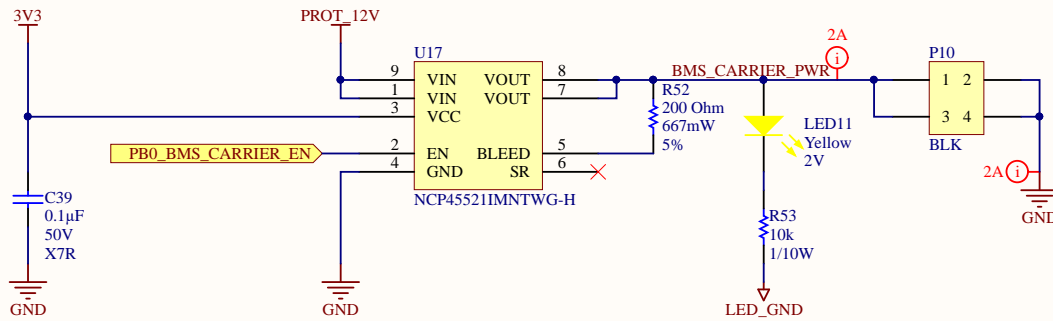 3V3
PROT_12V
2A
U17
P10
9 VIN VOUT 8
1 VIN VOUT 7
3 VCC
2 EN BLEED 5
4 GND SR 6
NCP45521IMNTWG-H
PB0_BMS_CARRIER_EN
BMS_CARRIER_PWR
R52
200 Ohm
667mW
5%
LED11
Yellow
2V
1 2
3 4
BLK
2A
GND
C39
0.1µF
50V
X7R
GND
GND
R53
10k
1/10W
LED_GND